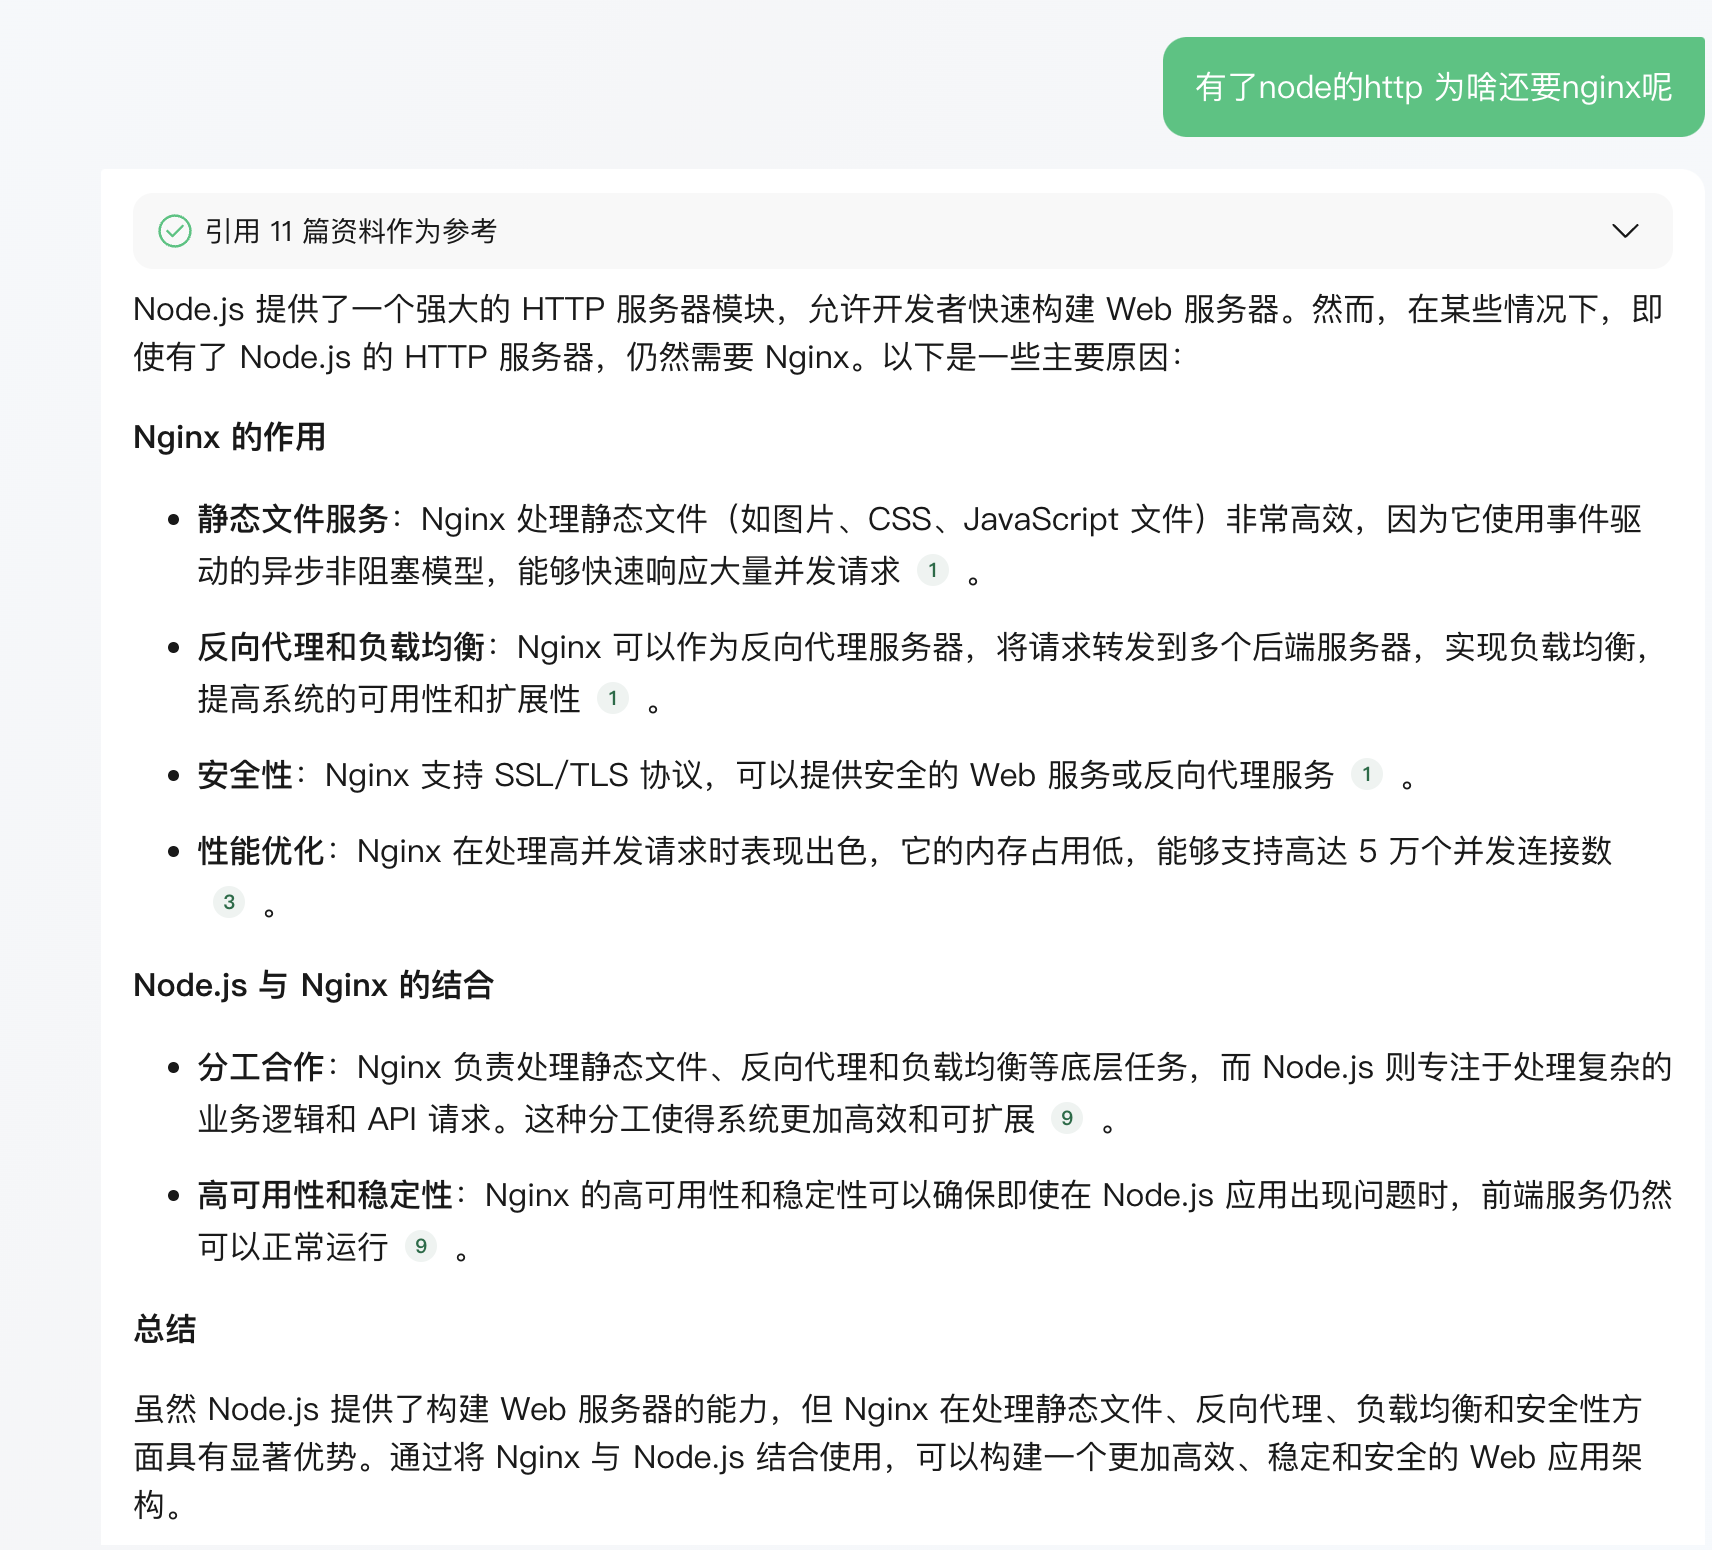 有了node的http 为啥还要nginx呢
引用 11 篇资料作为参考
Node.js 提供了一个强大的 HTTP 服务器模块，允许开发者快速构建 Web 服务器。然而，在某些情况下，即
使有了 Node.js 的 HTTP 服务器，仍然需要 Nginx。以下是一些主要原因：
Nginx 的作用
• 静态文件服务：Nginx 处理静态文件（如图片、CSS、JavaScript 文件）非常高效，因为它使用事件驱
动的异步非阻塞模型，能够快速响应大量并发请求 1 。
• 反向代理和负载均衡：Nginx 可以作为反向代理服务器，将请求转发到多个后端服务器，实现负载均衡，
提高系统的可用性和扩展性 1 。
• 安全性：Nginx 支持 SSL/TLS 协议，可以提供安全的 Web 服务或反向代理服务 1 。
• 性能优化：Nginx 在处理高并发请求时表现出色，它的内存占用低，能够支持高达 5 万个并发连接数
3 。
Node.js 与 Nginx 的结合
• 分工合作：Nginx 负责处理静态文件、反向代理和负载均衡等底层任务，而 Node.js 则专注于处理复杂的
业务逻辑和 API 请求。这种分工使得系统更加高效和可扩展 9 。
• 高可用性和稳定性：Nginx 的高可用性和稳定性可以确保即使在 Node.js 应用出现问题时，前端服务仍然
可以正常运行 9 。
总结
虽然 Node.js 提供了构建 Web 服务器的能力，但 Nginx 在处理静态文件、反向代理、负载均衡和安全性方
面具有显著优势。通过将 Nginx 与 Node.js 结合使用，可以构建一个更加高效、稳定和安全的 Web 应用架
构。